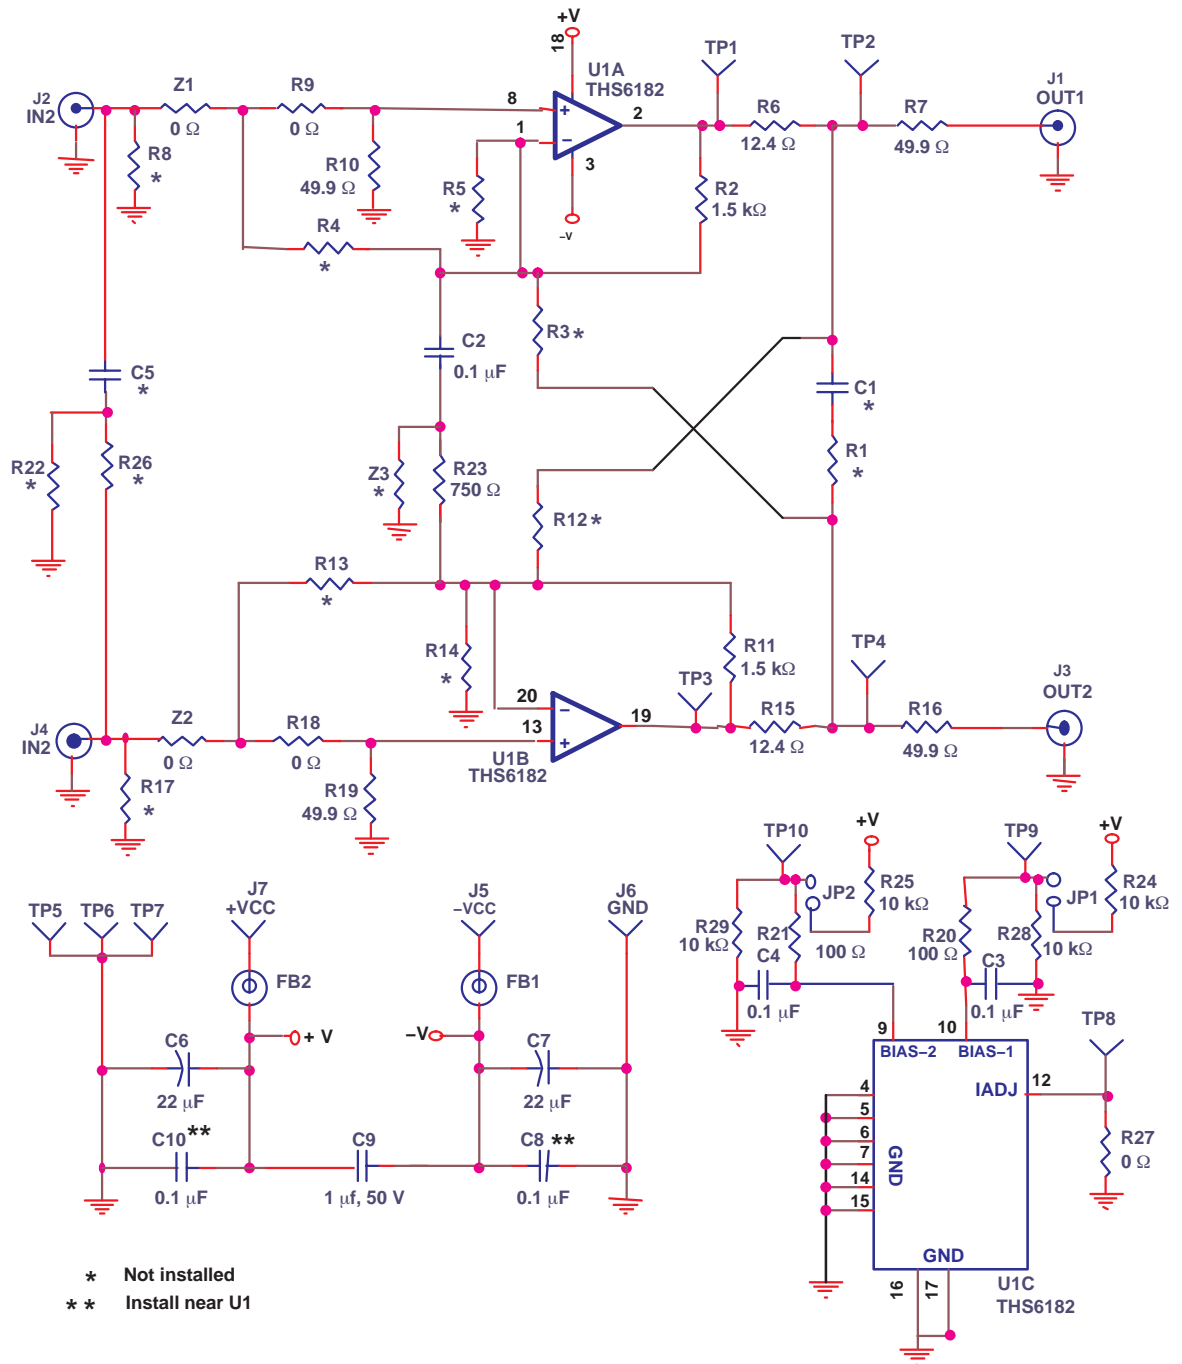 +V
18
TP1
TP2
J2
IN2
Z1
0 Ω
R9
0 Ω
8
1
+
−
U1A
THS6182
2
3
–V
R6
12.4 Ω
R7
49.9 Ω
J1
OUT1
R8
*
R10
49.9 Ω
R5
*
R2
1.5 kΩ
R4
*
R3 *
C2
0.1 µF
C5
*
C1
*
R1
*
R22
*
R26
*
Z3
*
R23
750 Ω
R12 *
R13
*
R14
*
R11
1.5 kΩ
TP3
TP4
J4
IN2
Z2
0 Ω
R18
0 Ω
20
13
−
+
19
U1B
THS6182
R15
12.4 Ω
R16
49.9 Ω
J3
OUT2
R17
*
R19
49.9 Ω
TP5
TP6
TP7
J7
+VCC
J5
–VCC
J6
GND
FB2
FB1
+ V
–V
C6
22 µF
C7
22 µF
C10 **
0.1 µF
C9
1 µf, 50 V
C8 **
0.1 µF
TP10
+V
TP9
+V
JP2
R25
10 kΩ
JP1
R24
10 kΩ
R29
10 kΩ
R21
100 Ω
C4
0.1 µF
R20
100 Ω
R28
10 kΩ
C3
0.1 µF
9
10
BIAS–2
BIAS–1
TP8
IADJ
12
4
5
6
7
14
15
GND
R27
0 Ω
GND
16
17
U1C
THS6182
* Not installed
* * Install near U1